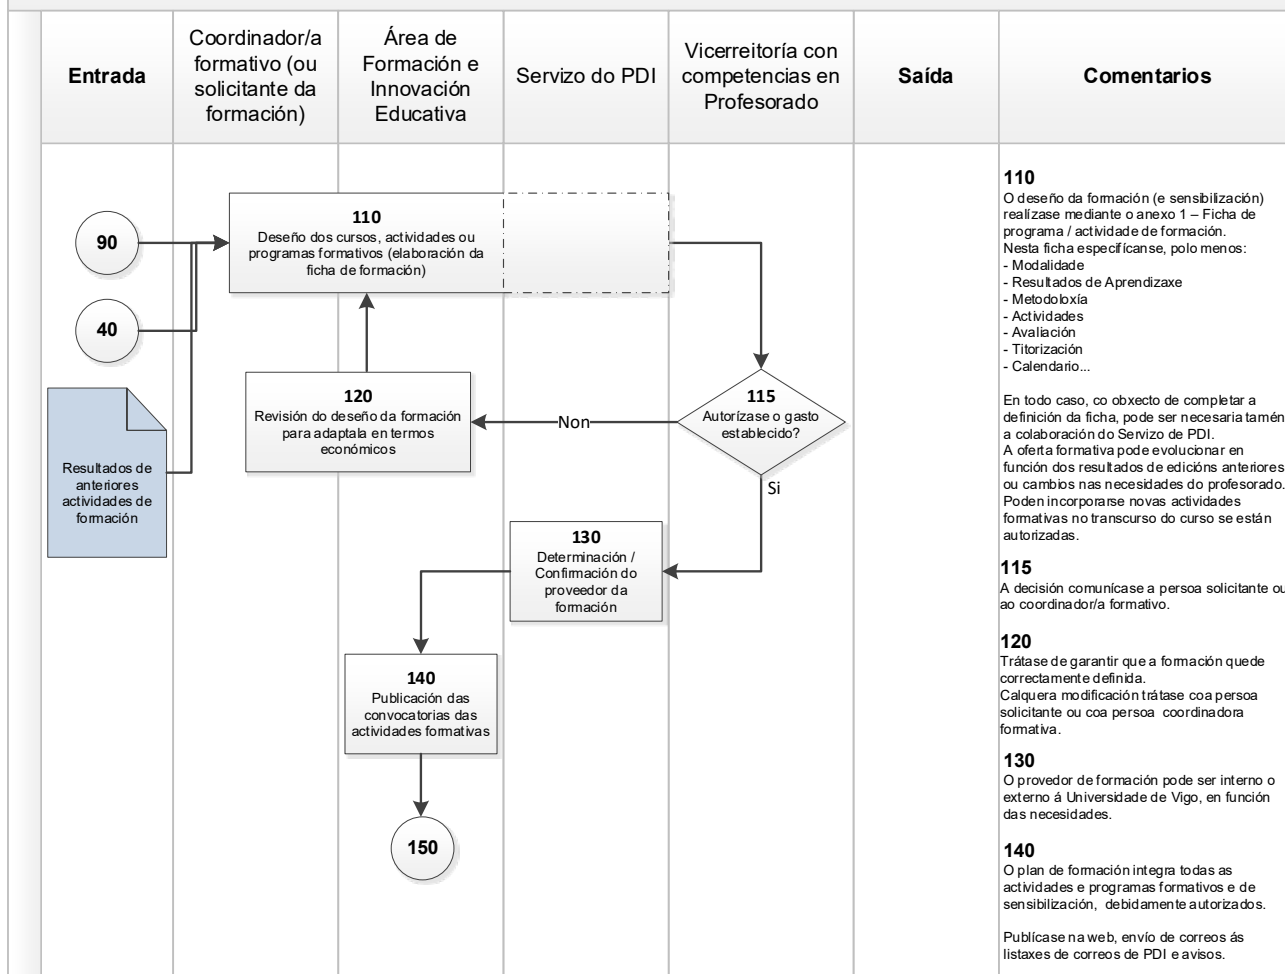 Entrada
Coordinador/a
formativo (ou
solicitante da
formación)
Área de
Formación e
Innovación
Educativa
Servizo do PDI
Vicerreitoría con
competencias en
Profesorado
Saída
Comentarios
90
40
Resultados de
anteriores
actividades de
formación
110
Deseño dos cursos, actividades ou
programas formativos (elaboración da
ficha de formación)
120
Revisión do deseño da formación
para adaptala en termos
económicos
Non
115
Autorízase o gasto
establecido?
Si
130
Determinación /
Confirmación do
proveedor da
formación
140
Publicación das
convocatorias das
actividades formativas
150
110
O deseño da formación (e sensibilización)
realízase mediante o anexo 1 – Ficha de
programa / actividade de formación.
Nesta ficha especifícanse, polo menos:
- Modalidade
- Resultados de Aprendizaxe
- Metodoloxía
- Actividades
- Avaliación
- Titorización
- Calendario...
En todo caso, co obxecto de completar a
definición da ficha, pode ser necesaria tamén
a colaboración do Servizo de PDI.
A oferta formativa pode evolucionar en
función dos resultados de edicións anteriores
ou cambios nas necesidades do profesorado.
Poden incorporarse novas actividades
formativas no transcurso do curso se están
autorizadas.
115
A decisión comunícase a persoa solicitante ou
ao coordinador/a formativo.
120
Trátase de garantir que a formación quede
correctamente definida.
Calquera modificación trátase coa persoa
solicitante ou coa persoa coordinadora
formativa.
130
O provedor de formación pode ser interno o
externo á Universidade de Vigo, en función
das necesidades.
140
O plan de formación integra todas as
actividades e programas formativos e de
sensibilización, debidamente autorizados.
Publícase na web, envío de correos ás
listaxes de correos de PDI e avisos.